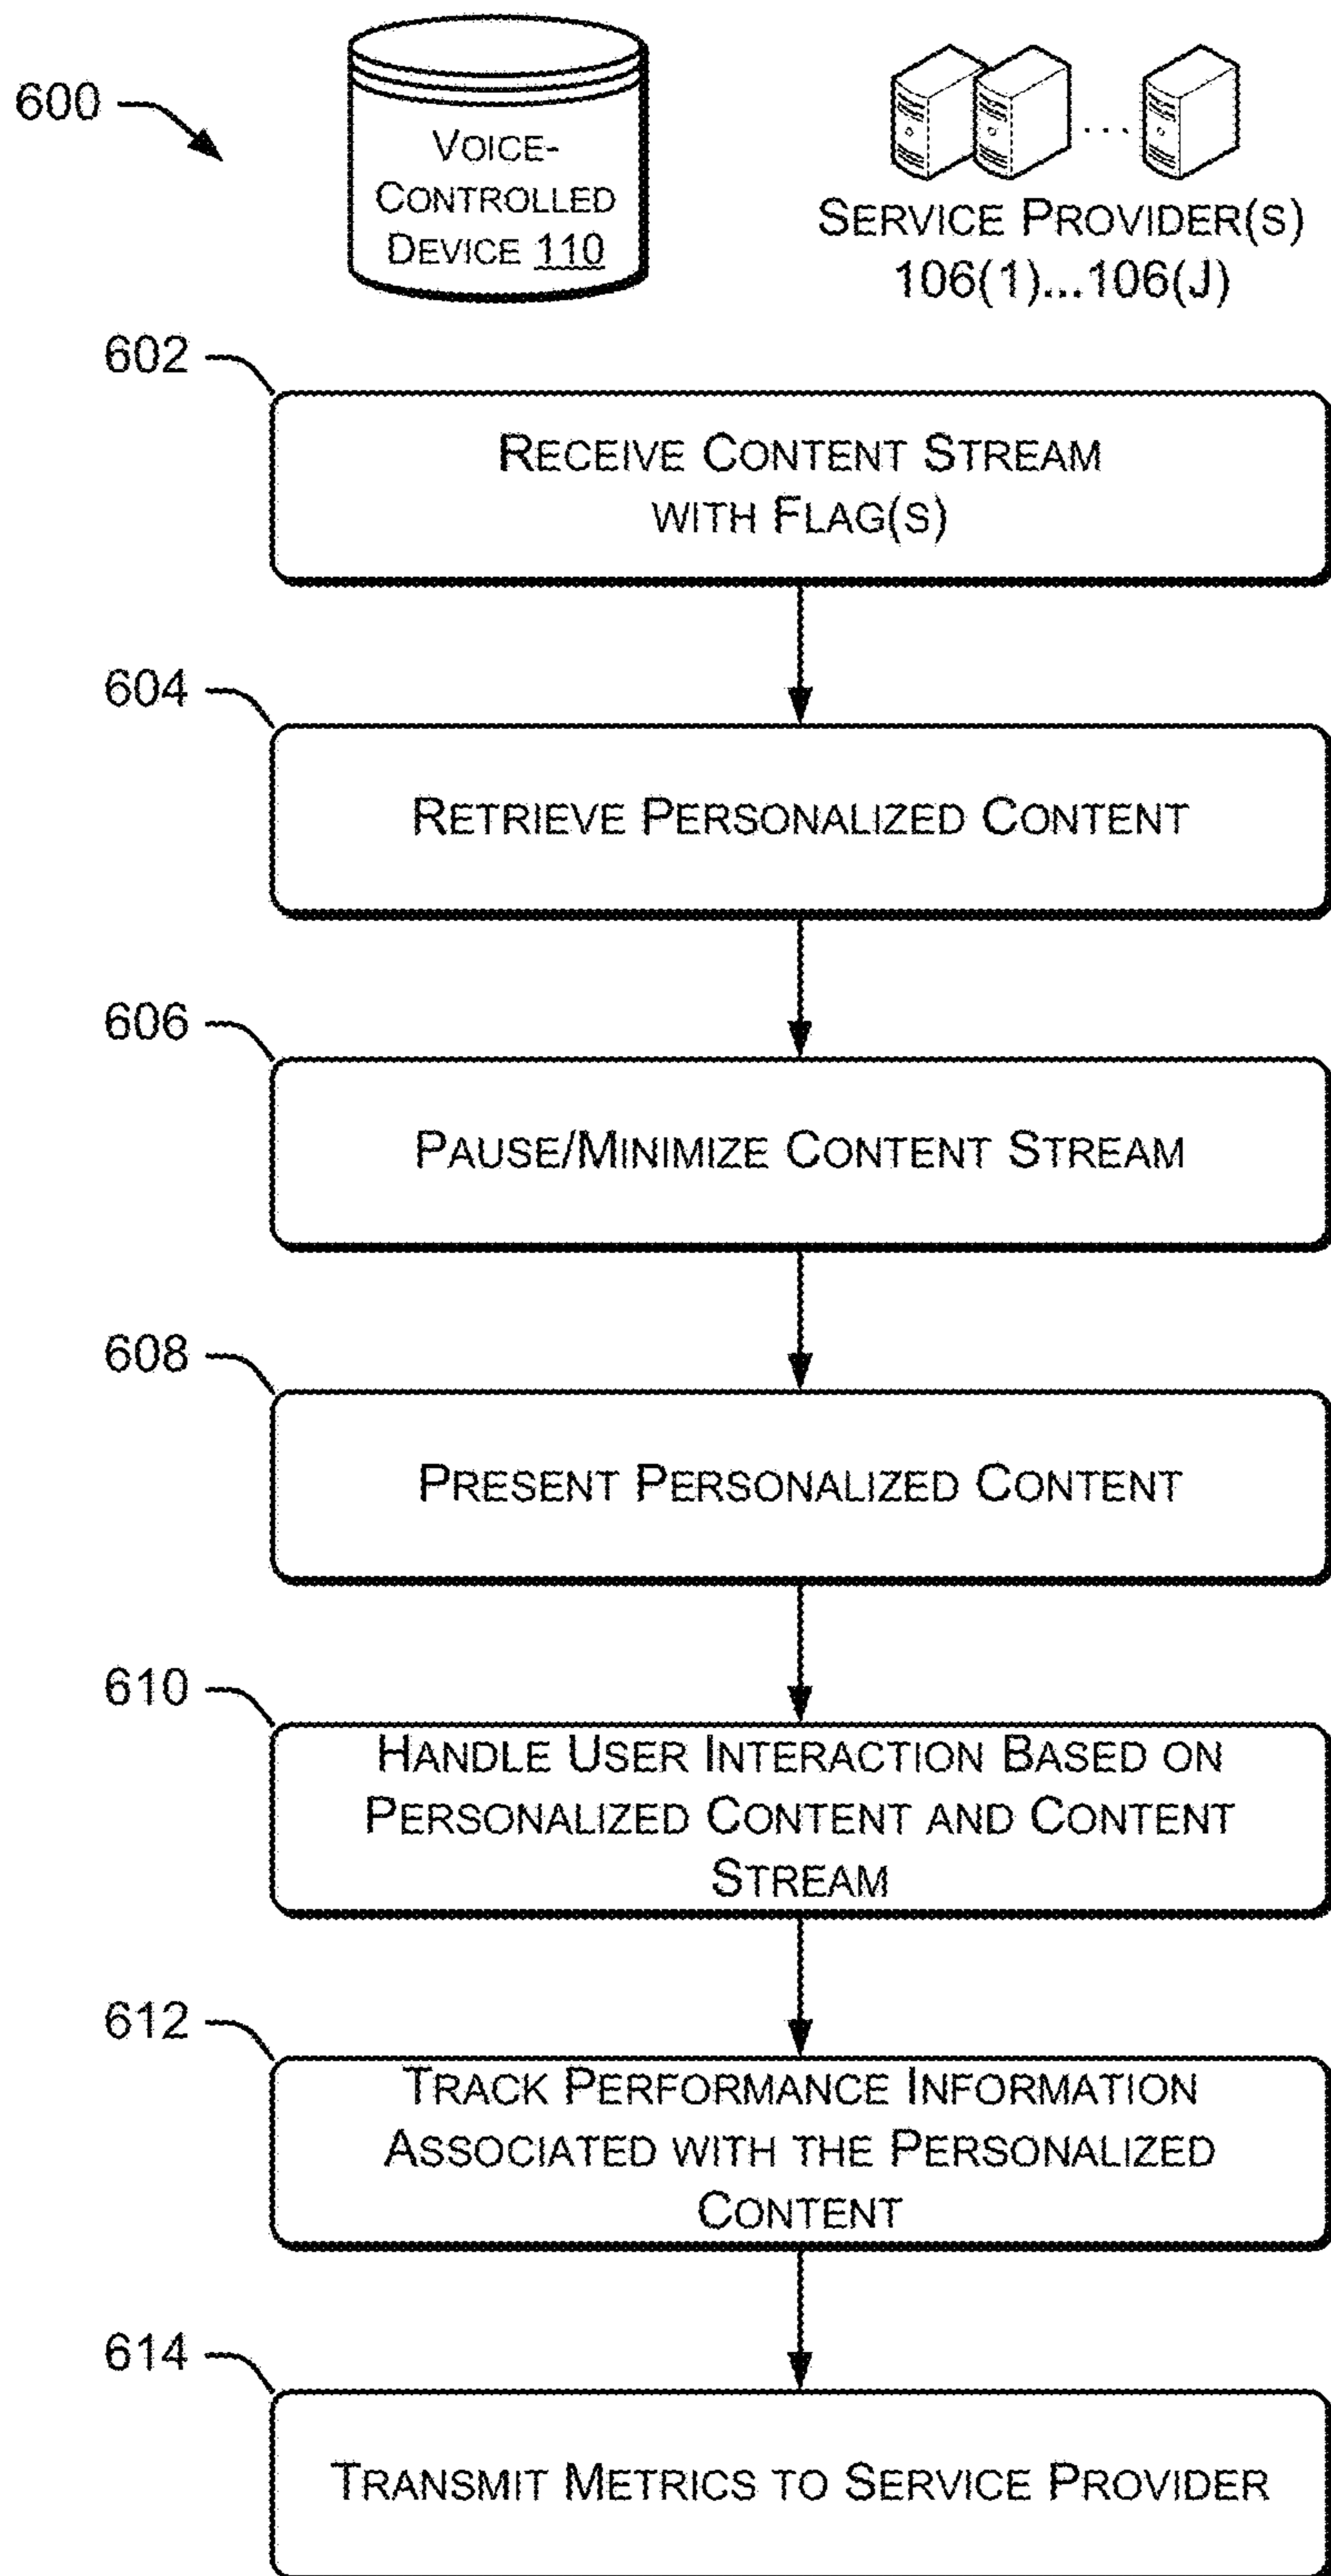 600
VOICE-
CONTROLLED
DEVICE 110
SERVICE PROVIDER(S)
106(1)...106(J)
602
RECEIVE CONTENT STREAM
WITH FLAG(S)
604
RETRIEVE PERSONALIZED CONTENT
606
PAUSE/MINIMIZE CONTENT STREAM
608
PRESENT PERSONALIZED CONTENT
610
HANDLE USER INTERACTION BASED ON
PERSONALIZED CONTENT AND CONTENT
STREAM
612
TRACK PERFORMANCE INFORMATION
ASSOCIATED WITH THE PERSONALIZED
CONTENT
614
TRANSMIT METRICS TO SERVICE PROVIDER